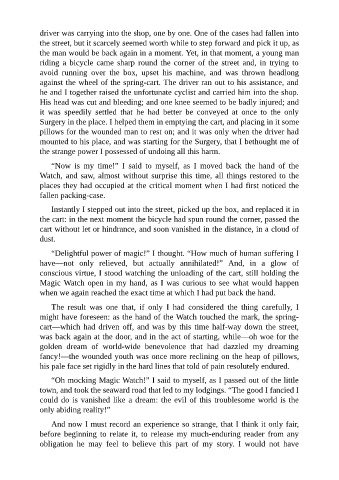 driver was carrying into the shop, one by one. One of the cases had fallen into
the street, but it scarcely seemed worth while to step forward and pick it up, as
the man would be back again in a moment. Yet, in that moment, a young man
riding a bicycle came sharp round the corner of the street and, in trying to
avoid running over the box, upset his machine, and was thrown headlong
against the wheel of the spring-cart. The driver ran out to his assistance, and
he and I together raised the unfortunate cyclist and carried him into the shop.
His head was cut and bleeding; and one knee seemed to be badly injured; and
it was speedily settled that he had better be conveyed at once to the only
Surgery in the place. I helped them in emptying the cart, and placing in it some
pillows for the wounded man to rest on; and it was only when the driver had
mounted to his place, and was starting for the Surgery, that I bethought me of
the strange power I possessed of undoing all this harm.
“Now is my time!” I said to myself, as I moved back the hand of the
Watch, and saw, almost without surprise this time, all things restored to the
places they had occupied at the critical moment when I had first noticed the
fallen packing-case.
Instantly I stepped out into the street, picked up the box, and replaced it in
the cart: in the next moment the bicycle had spun round the corner, passed the
cart without let or hindrance, and soon vanished in the distance, in a cloud of
dust.
“Delightful power of magic!” I thought. “How much of human suffering I
have—not only relieved, but actually annihilated!” And, in a glow of
conscious virtue, I stood watching the unloading of the cart, still holding the
Magic Watch open in my hand, as I was curious to see what would happen
when we again reached the exact time at which I had put back the hand.
The result was one that, if only I had considered the thing carefully, I
might have foreseen: as the hand of the Watch touched the mark, the spring-
cart—which had driven off, and was by this time half-way down the street,
was back again at the door, and in the act of starting, while—oh woe for the
golden dream of world-wide benevolence that had dazzled my dreaming
fancy!—the wounded youth was once more reclining on the heap of pillows,
his pale face set rigidly in the hard lines that told of pain resolutely endured.
“Oh mocking Magic Watch!” I said to myself, as I passed out of the little
town, and took the seaward road that led to my lodgings. “The good I fancied I
could do is vanished like a dream: the evil of this troublesome world is the
only abiding reality!”
And now I must record an experience so strange, that I think it only fair,
before beginning to relate it, to release my much-enduring reader from any
obligation he may feel to believe this part of my story. I would not have